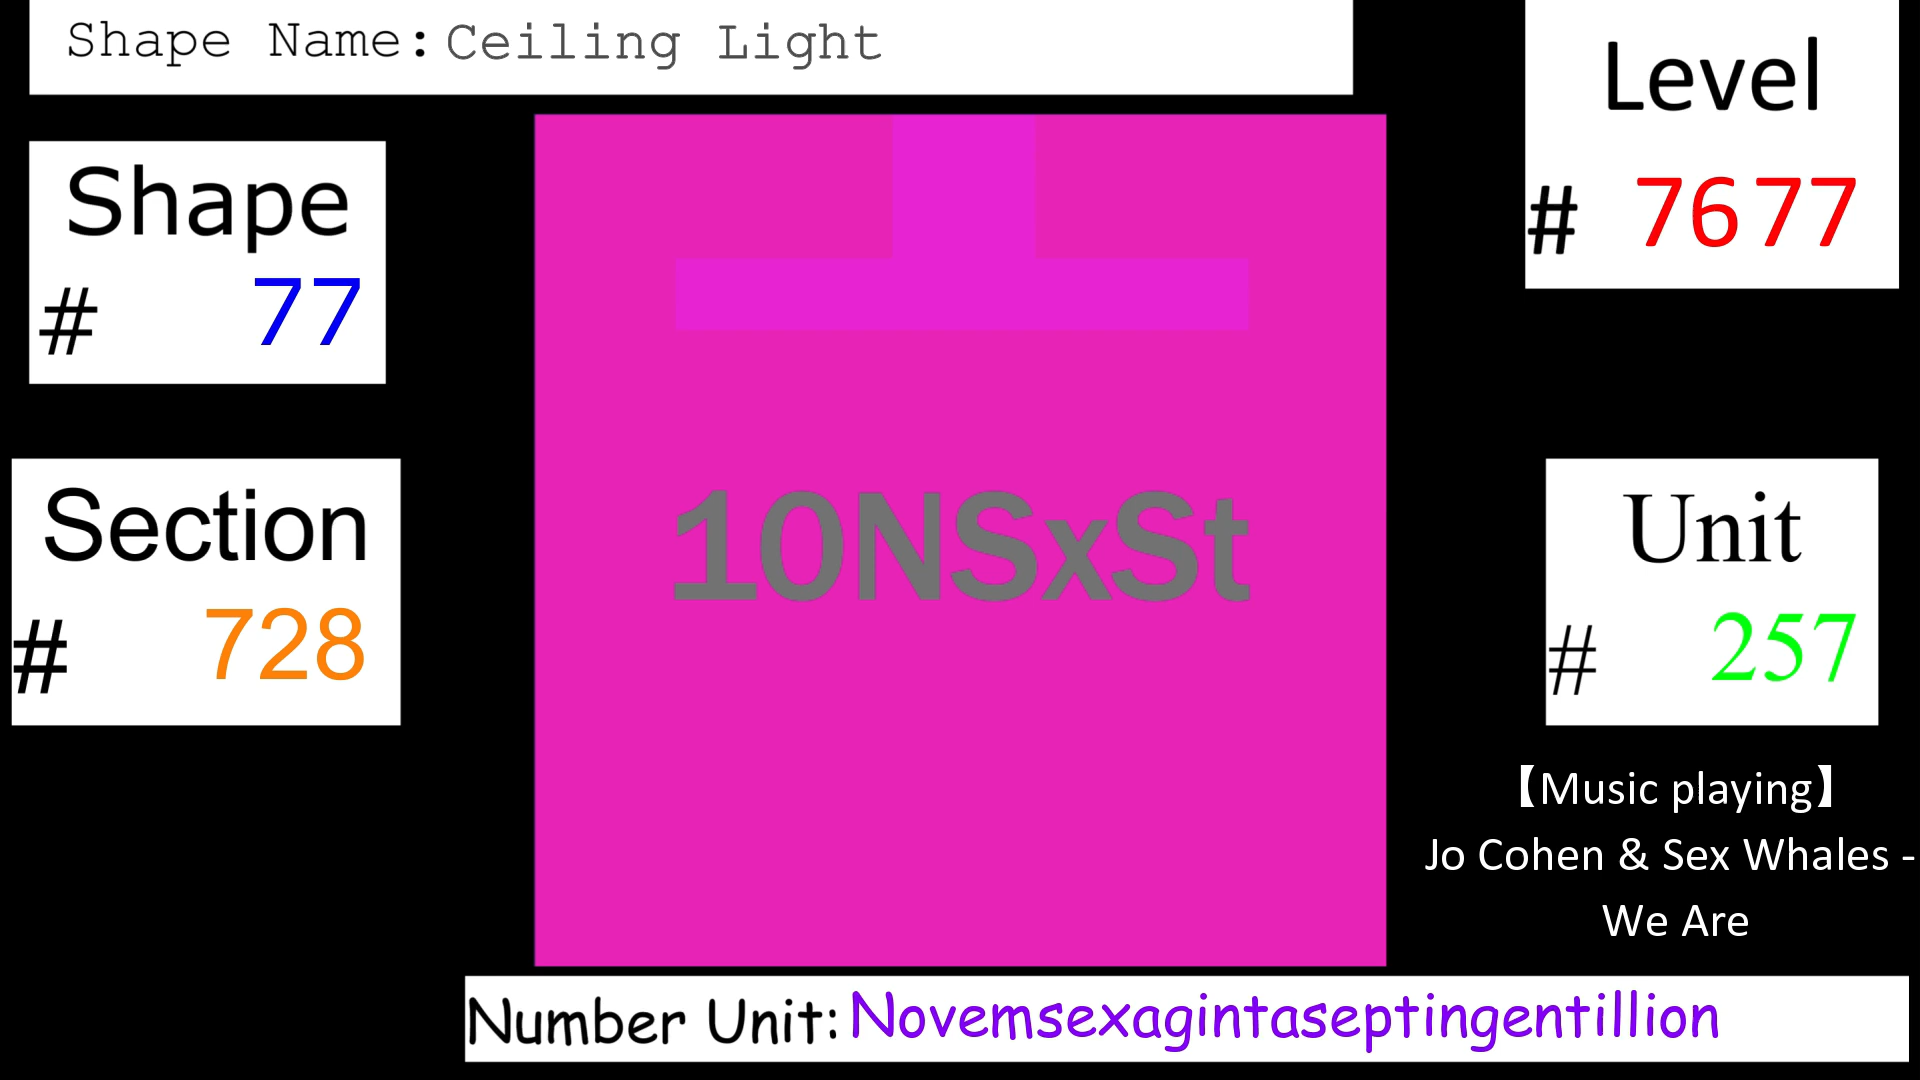 Shape Name: Ceiling Light
Level
# 7677
Shape
# 77
Section
# 728
10NSxSt
Unit
# 257
【Music playing】
Jo Cohen & Sex Whales -
We Are
Number Unit: Novemsexagintaseptingentillion